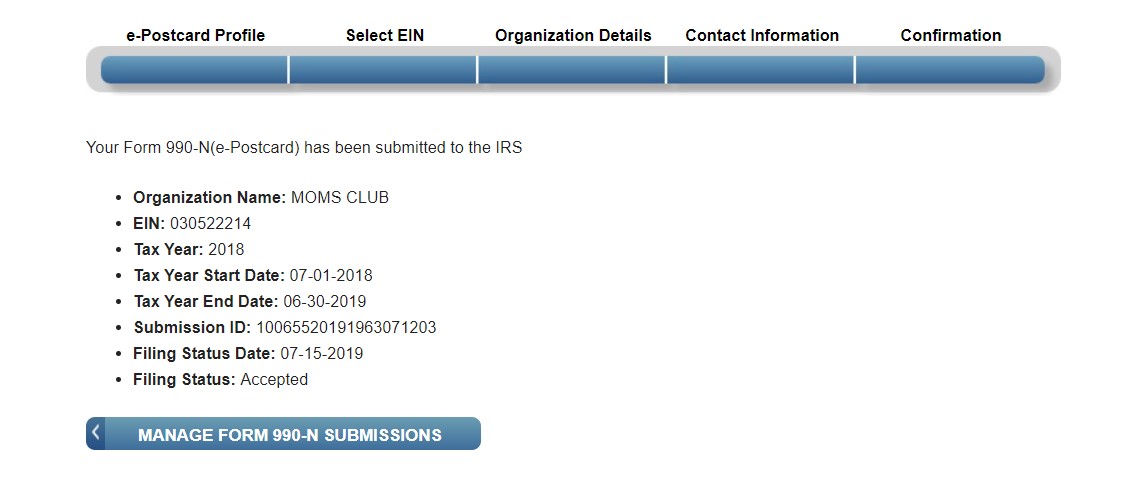 e-Postcard Profile Select EIN Organization Details Contact Information Confirmation
Your Form 990-N(e-Postcard) has been submitted to the IRS
• Organization Name: MOMS CLUB
• EIN: 030522214
• Tax Year: 2018
• Tax Year Start Date: 07-01-2018
• Tax Year End Date: 06-30-2019
• Submission ID: 10065520191963071203
• Filing Status Date: 07-15-2019
• Filing Status: Accepted
MANAGE FORM 990-N SUBMISSIONS